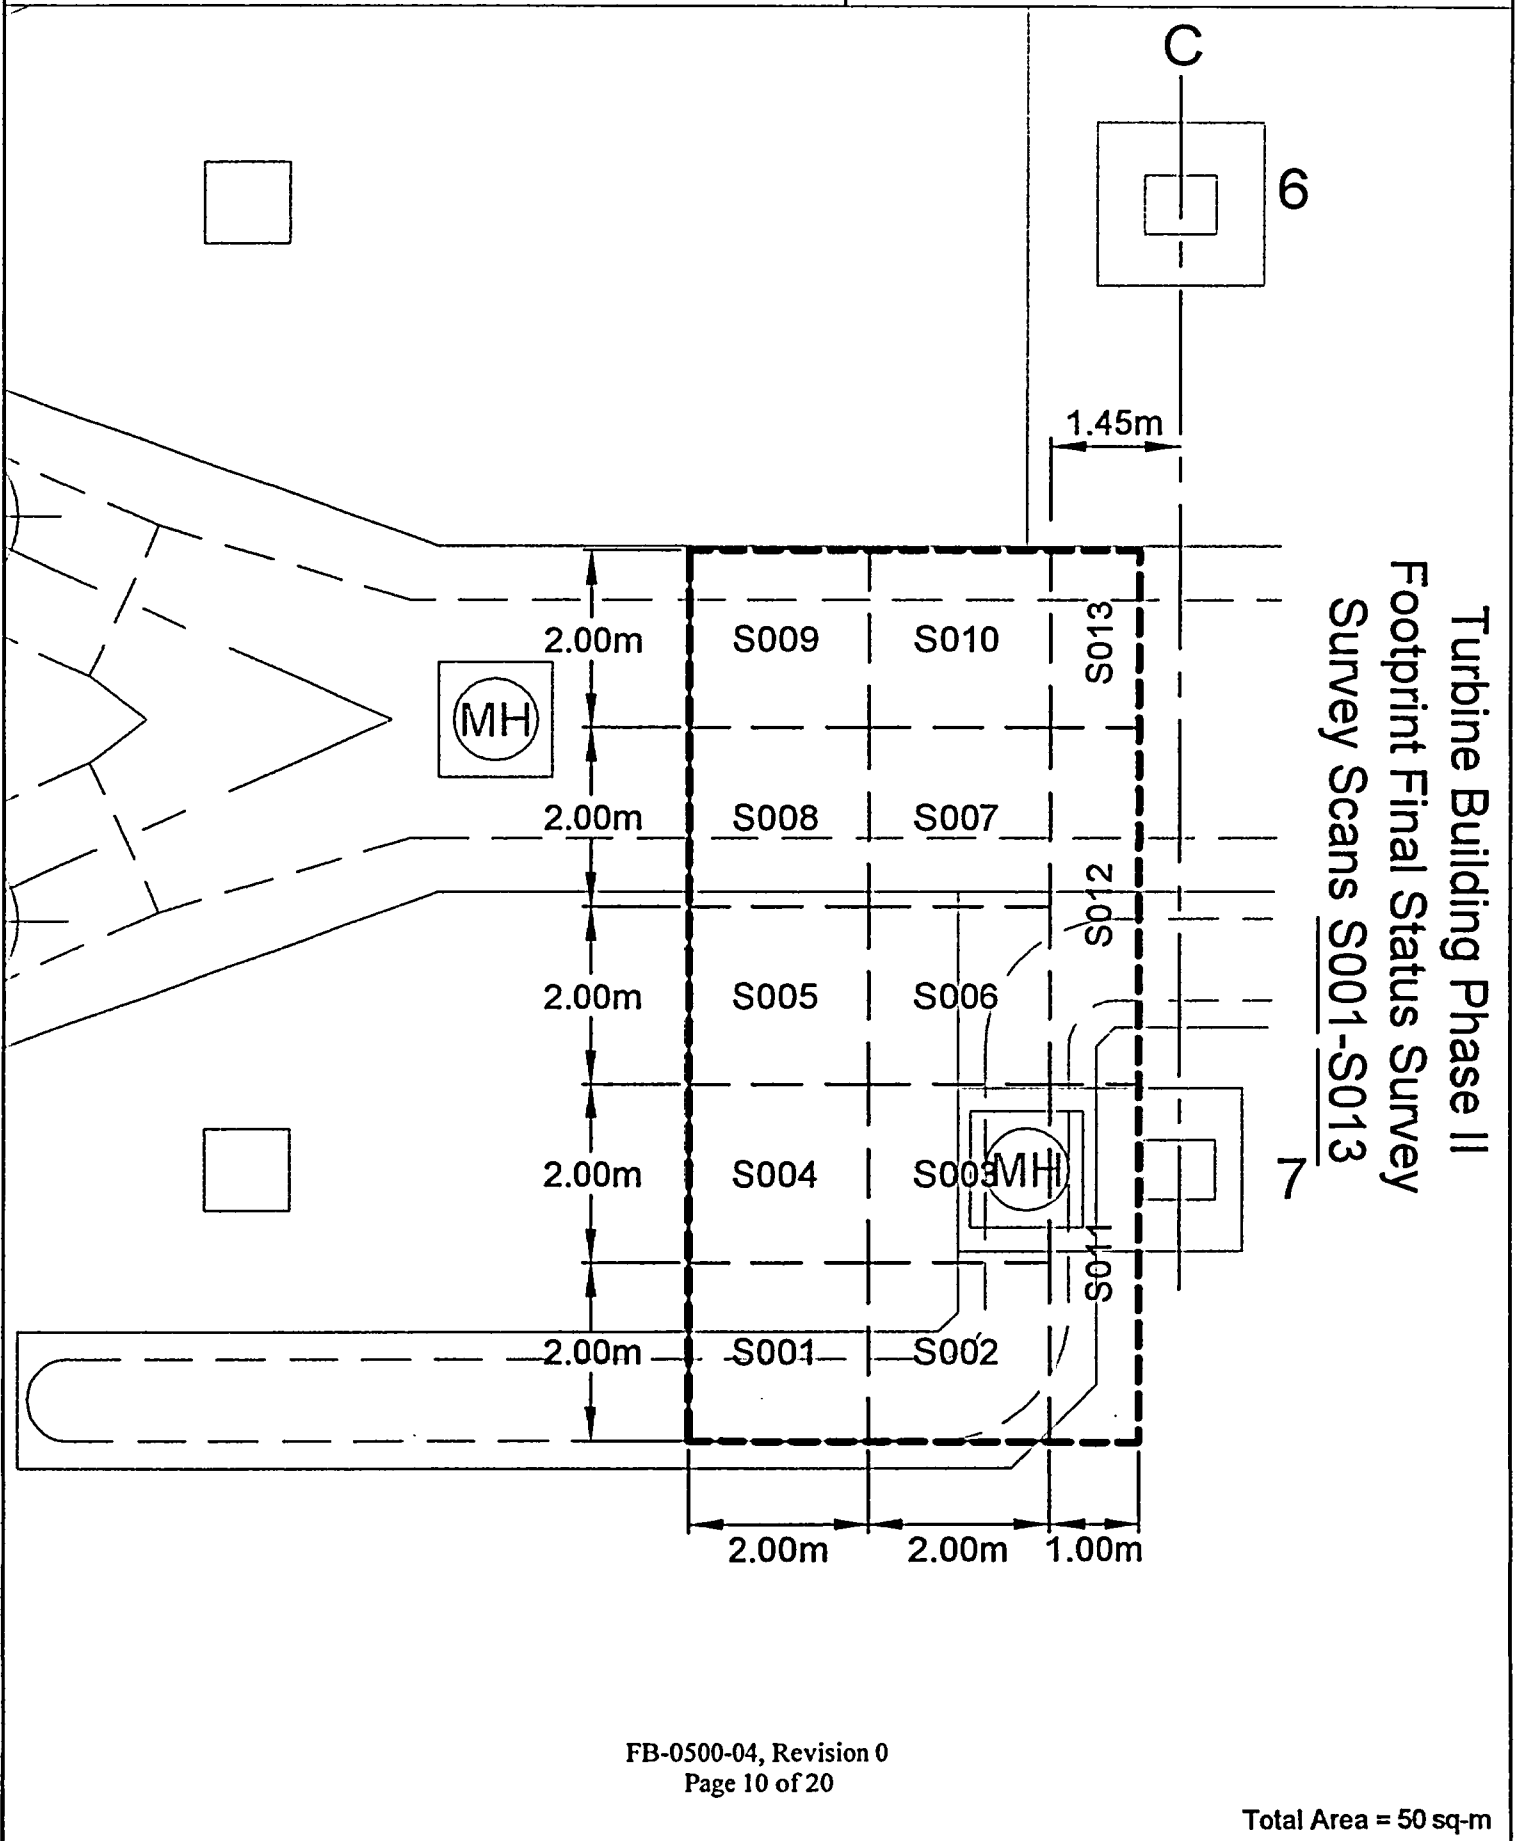 C
6
1.45m
Turbine Building Phase II
Footprint Final Status Survey
Survey Scans S001-S013
2.00m
S009
S010
S013
MH
2.00m
S008
S007
S012
2.00m
S005
S006
2.00m
S004
S003
MH
7
S011
2.00m
S001
S002
2.00m
2.00m
1.00m
FB-0500-04, Revision 0
Page 10 of 20
Total Area = 50 sq-m